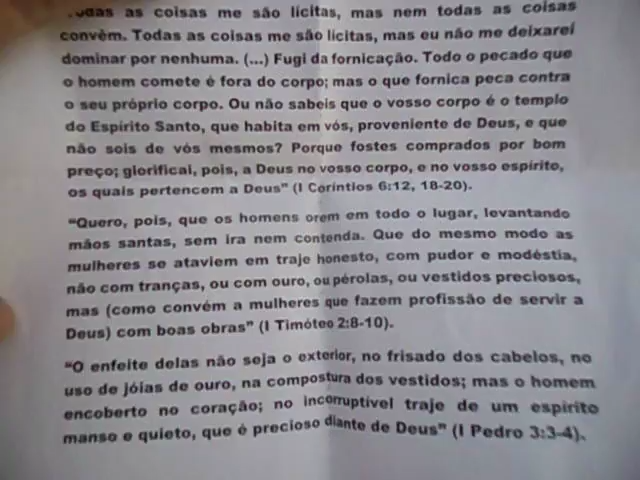 Todas as coisas me são lícitas, mas nem todas as coisas
convêm. Todas as coisas me são lícitas, mas eu não me deixarei
dominar por nenhuma. (...) Fugi da fornicação. Todo o pecado que
o homem comete é fora do corpo; mas o que fornica peca contra
o seu próprio corpo. Ou não sabeis que o vosso corpo é o templo
do Espírito Santo, que habita em vós, proveniente de Deus, e que
não sois de vós mesmos? Porque fostes comprados por bom
preço; glorificai, pois, a Deus no vosso corpo, e no vosso espírito,
os quais pertencem a Deus" (I Coríntios 6:12, 18-20).
"Quero, pois, que os homens orem em todo o lugar, levantando
mãos santas, sem ira nem contenda. Que do mesmo modo as
mulheres se ataviem em traje honesto, com pudor e modéstia,
não com tranças, ou com ouro, ou pérolas, ou vestidos preciosos,
mas (como convém a mulheres que fazem profissão de servir a
Deus) com boas obras" (I Timóteo 2:8-10).
"O enfeite delas não seja o exterior, no frisado dos cabelos, no
uso de jóias de ouro, na compostura dos vestidos; mas o homem
encoberto no coração; no incorruptível traje de um espírito
manso e quieto, que é precioso diante de Deus" (I Pedro 3:3-4).